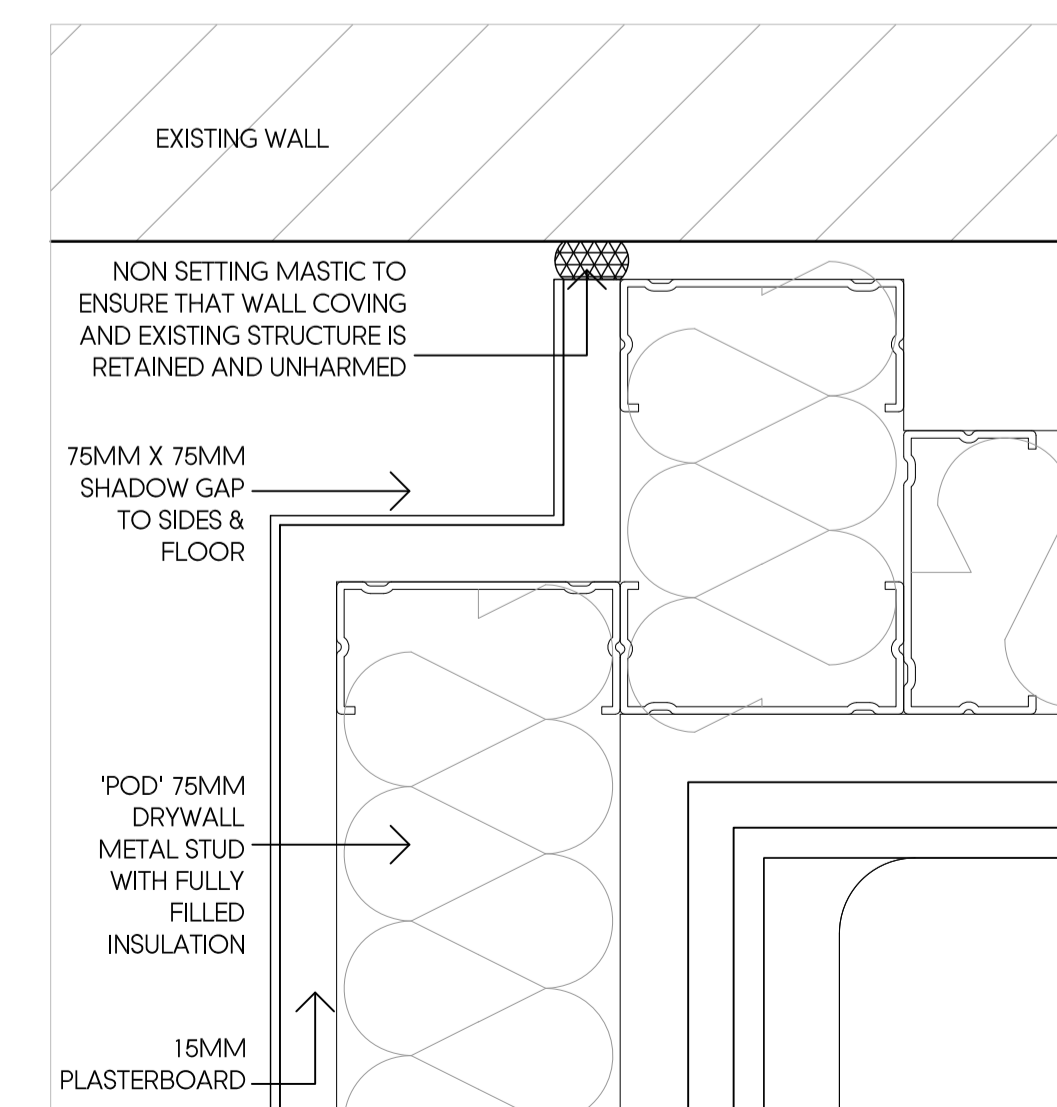 EXISTING WALL
NON SETTING MASTIC TO
ENSURE THAT WALL COVING
AND EXISTING STRUCTURE IS
RETAINED AND UNHARMED
75MM X 75MM
SHADOW GAP
TO SIDES &
FLOOR
'POD' 75MM
DRYWALL
METAL STUD
WITH FULLY
FILLED
INSULATION
15MM
PLASTERBOARD